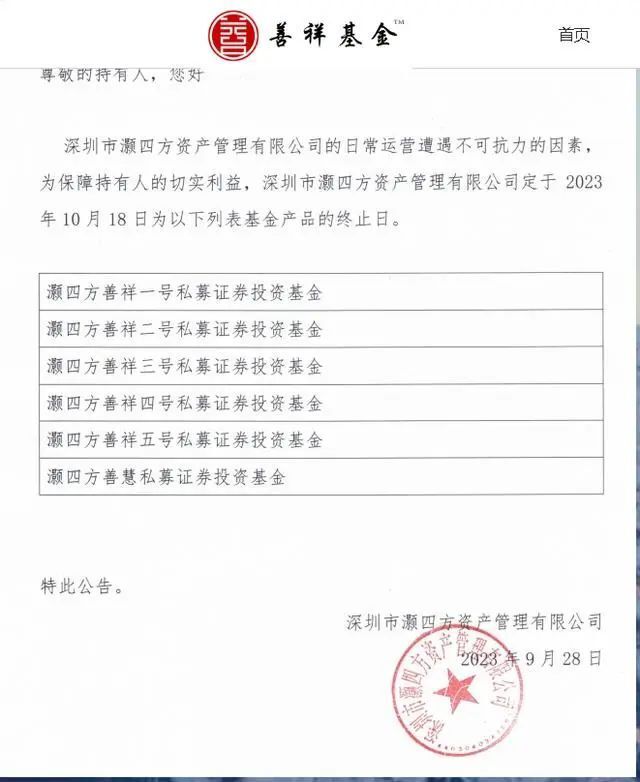 善祥基金™
首页
尊敬的持有人，您好
深圳市灏四方资产管理有限公司的日常运营遭遇不可抗力的因素，
为保障持有人的切实利益，深圳市灏四方资产管理有限公司定于 2023
年 10 月 18 日为以下列表基金产品的终止日。
灏四方善祥一号私募证券投资基金
灏四方善祥二号私募证券投资基金
灏四方善祥三号私募证券投资基金
灏四方善祥四号私募证券投资基金
灏四方善祥五号私募证券投资基金
灏四方善慧私募证券投资基金
特此公告。
深圳市灏四方资产管理有限公司
2023 年 9 月 28 日
深圳市灏四方资产管理有限公司